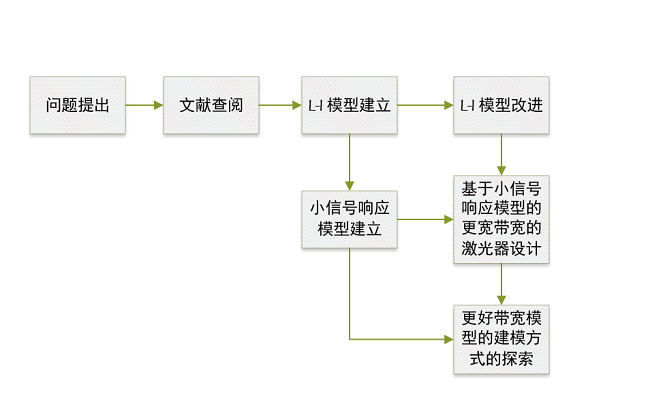 问题提出
文献查阅
L-I 模型建立
L-I 模型改进
小信号响应
模型建立
基于小信号
响应模型的
更宽带宽的
激光器设计
更好带宽模
型的建模方
式的探索